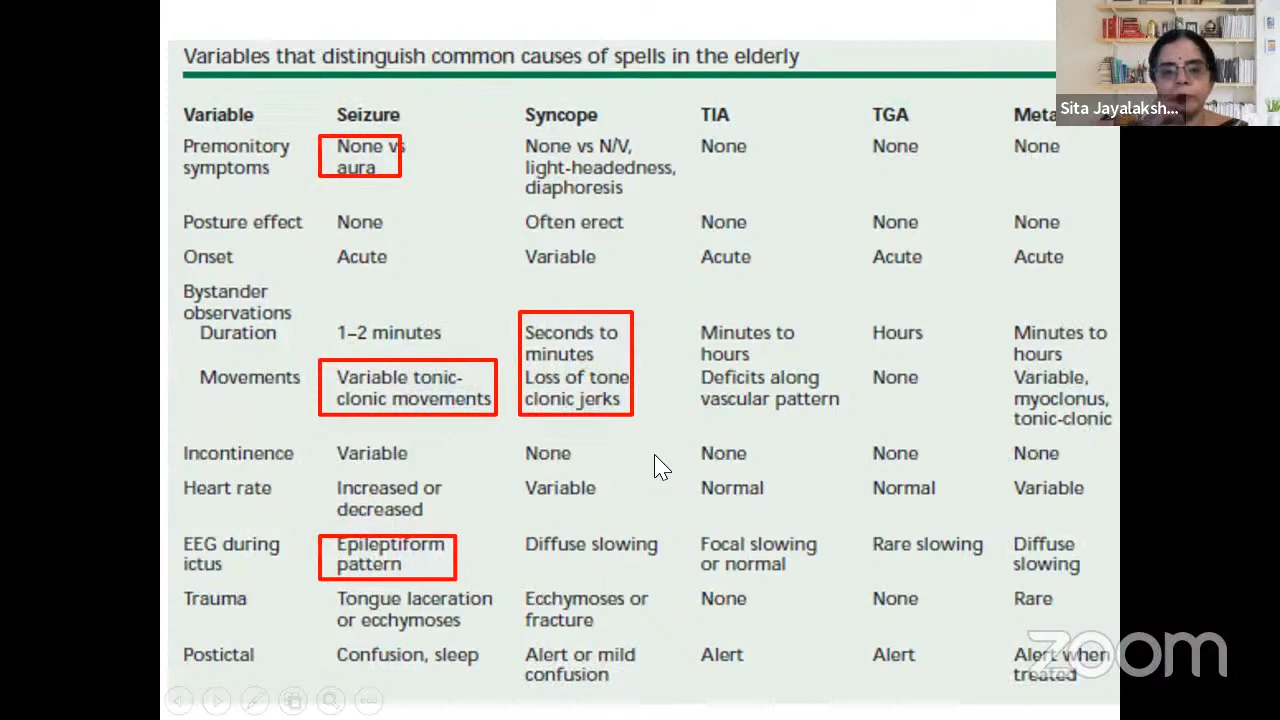 Variables that distinguish common causes of spells in the elderly
Sita Jayalaksh...
Variable Seizure Syncope TIA TGA Meta
Premonitory None vs None vs N/V, None None None
symptoms aura light-headedness,
diaphoresis
Posture effect None Often erect None None None
Onset Acute Variable Acute Acute Acute
Bystander
observations
Duration 1–2 minutes Seconds to Minutes to Hours Minutes to
minutes hours hours
Movements Variable tonic- Loss of tone Deficits along None Variable,
clonic movements clonic jerks vascular pattern myoclonus,
tonic-clonic
Incontinence Variable None None None None
Heart rate Increased or Variable Normal Normal Variable
decreased
EEG during Epileptiform Diffuse slowing Focal slowing Rare slowing Diffuse
ictus pattern or normal slowing
Trauma Tongue laceration Ecchymoses or None None Rare
or ecchymoses fracture
Postictal Confusion, sleep Alert or mild Alert Alert Alert when
confusion treated
zoom